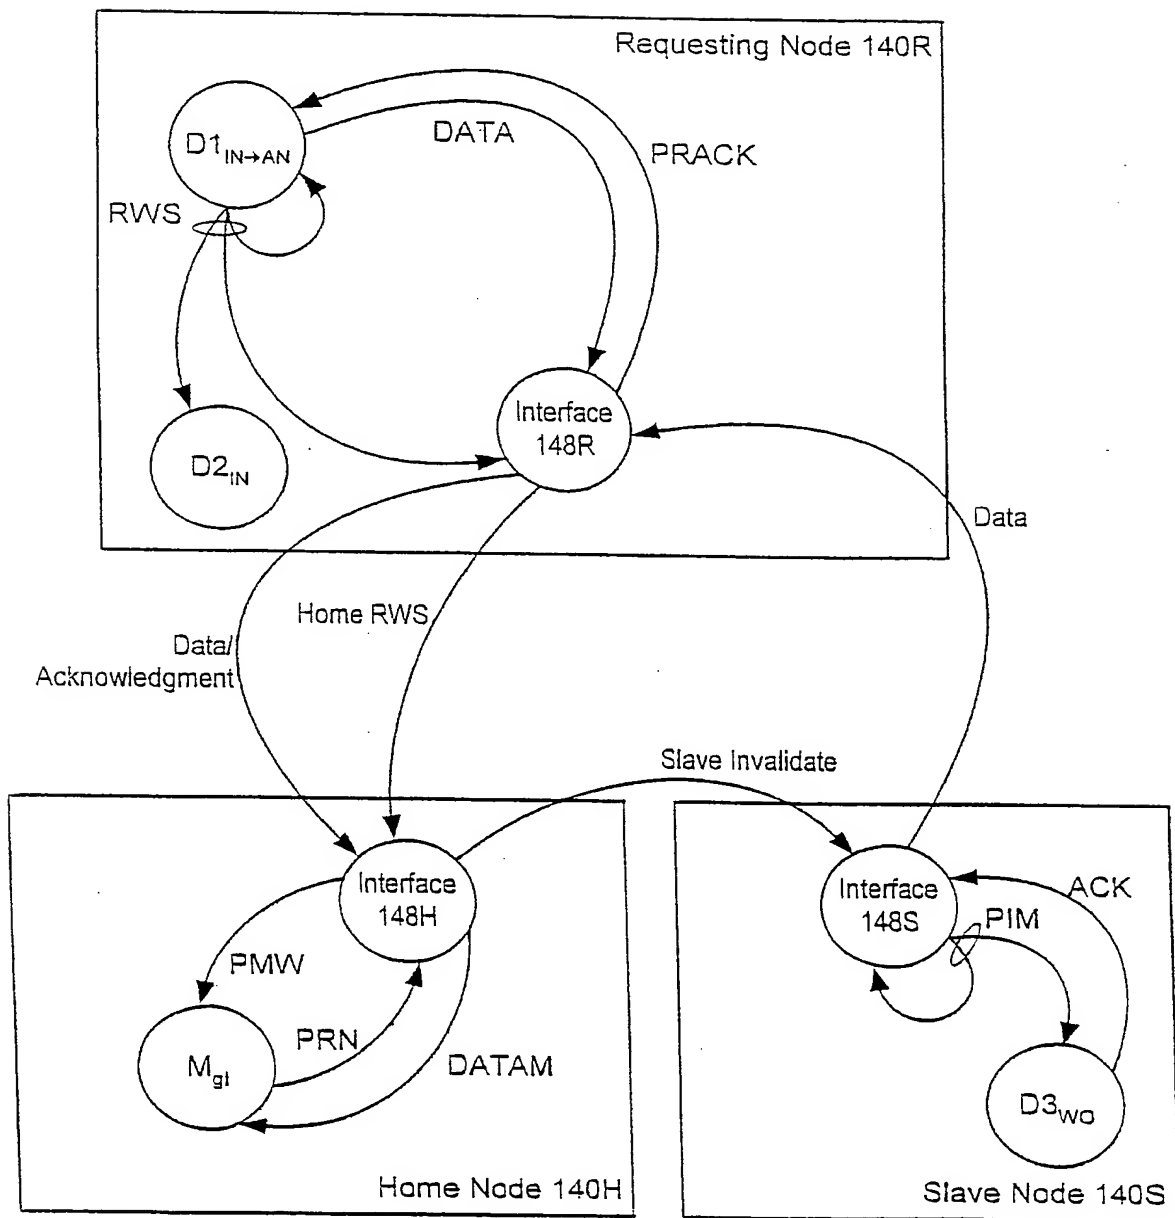 Requesting Node 140R
D1IN→AN
DATA
PRACK
RWS
Interface
148R
D2IN
Data
Home RWS
Data/
Acknowledgment
Slave Invalidate
Interface
148H
Interface
148S
ACK
PIM
PMW
PRN
DATAM
Mgt
D3WO
Home Node 140H
Slave Node 140S